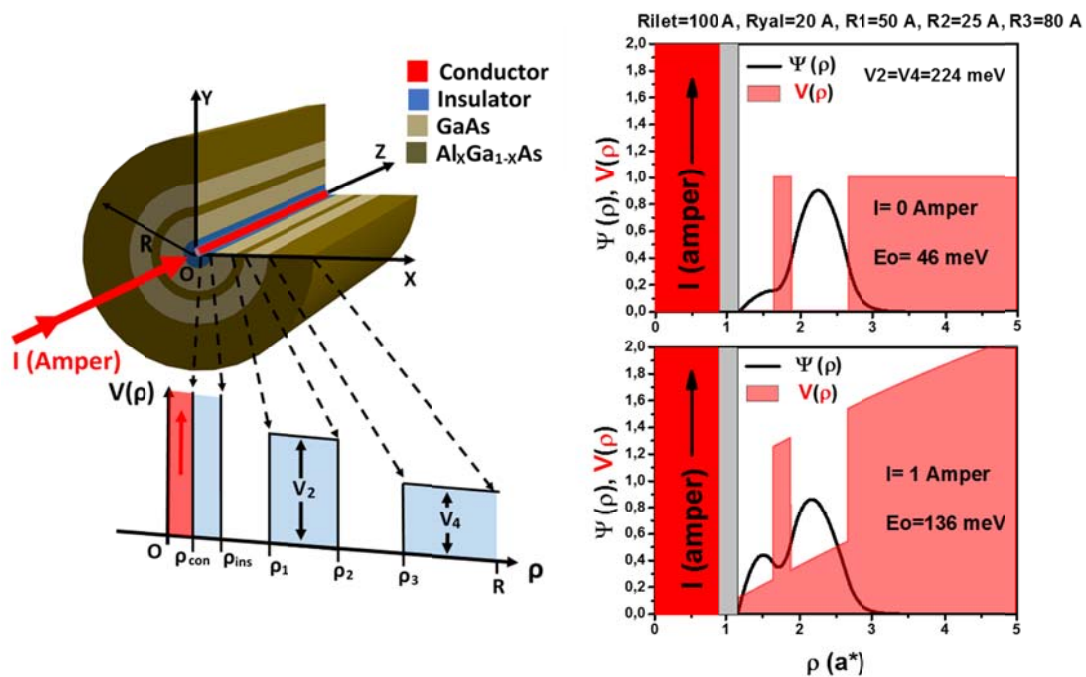 Conductor
Insulator
GaAs
AlXGa1-XAs
Y
Z
R
O
X
I (Amper)
V(ρ)
V2
V4
O
ρcon
ρins
ρ1
ρ2
ρ3
R
ρ
Rilet=100 A, Ryal=20 A, R1=50 A, R2=25 A, R3=80 A
Ψ (ρ), V(ρ)
2,0
1,8
1,6
1,4
1,2
1,0
0,8
0,6
0,4
0,2
0,0
I (amper)
Ψ (ρ)
V(ρ)
V2=V4=224 meV
I= 0 Amper
Eo= 46 meV
0
1
2
3
4
5
Ψ (ρ), V(ρ)
2,0
1,8
1,6
1,4
1,2
1,0
0,8
0,6
0,4
0,2
0,0
I (amper)
Ψ (ρ)
V(ρ)
I= 1 Amper
Eo=136 meV
0
1
2
3
4
5
ρ (a*)